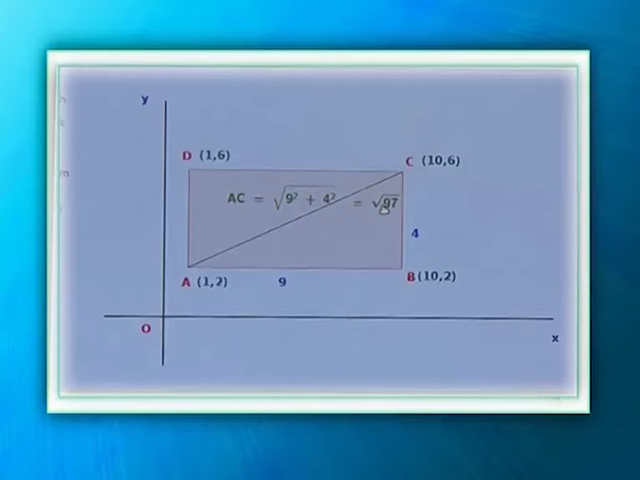 y
D (1,6)
C (10,6)
AC = √9² + 4² = √97
4
A (1,2)
9
B(10,2)
O
x